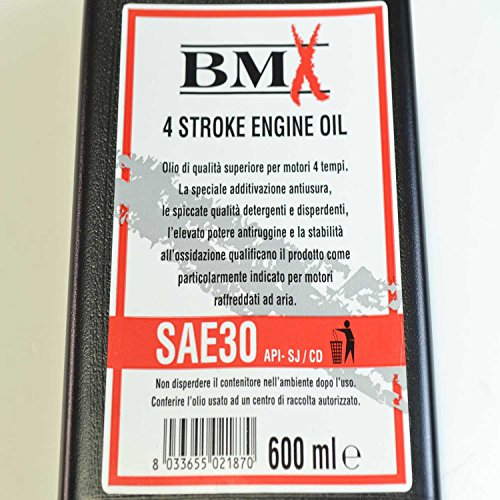 BMX
4 STROKE ENGINE OIL
Olio di qualità superiore per motori 4 tempi.
La speciale additivazione antiusura,
le spiccate qualità detergenti e disperdenti,
l'elevato potere antiruggine e la stabilità
all'ossidazione qualificano il prodotto come
particolarmente indicato per motori
raffreddati ad aria.
SAE30 API- SJ / CD
Non disperdere il contenitore nell'ambiente dopo l'uso.
Conferire l'olio usato ad un centro di raccolta autorizzato.
8 033655 021870
600 ml ℮